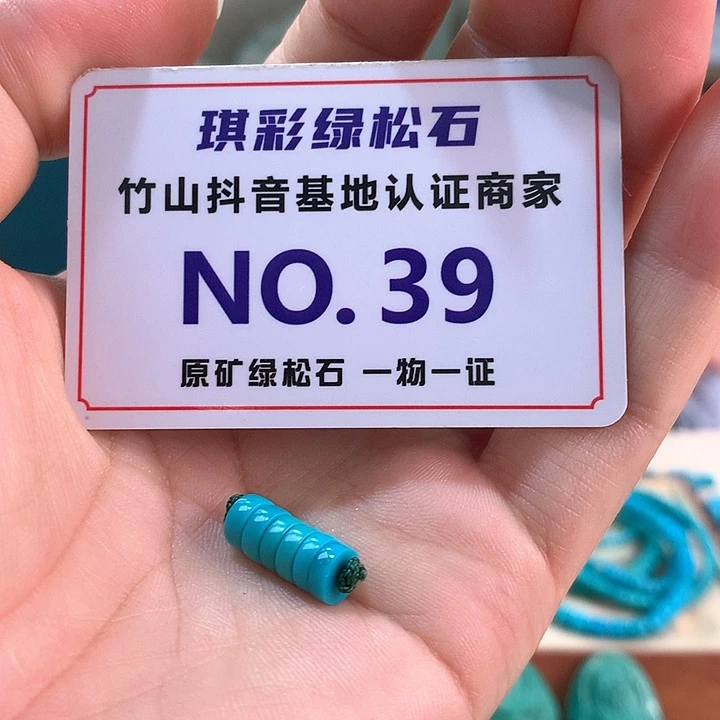 琪彩绿松石
竹山抖音基地认证商家
NO.39
原矿绿松石 一物一证